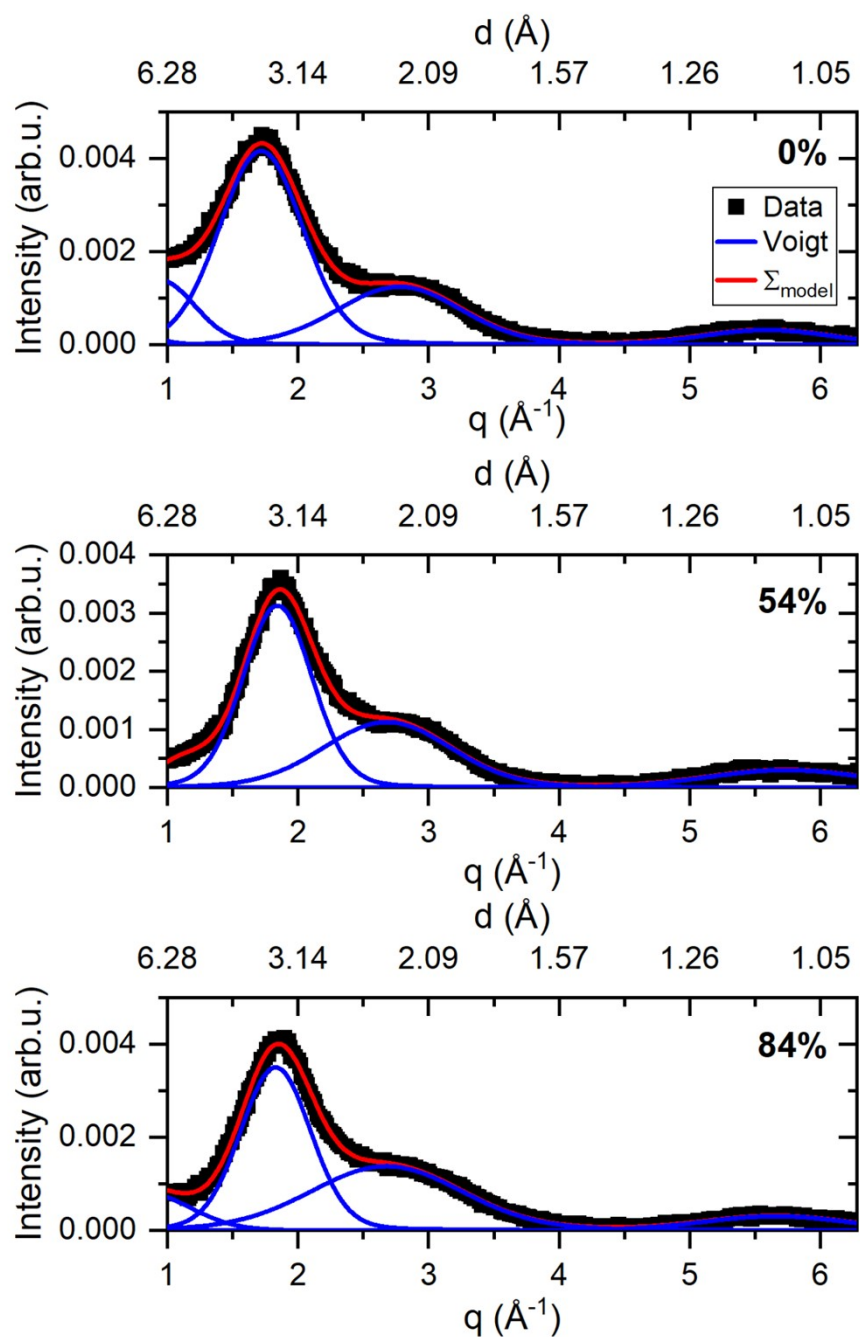 d (Å)
6.28 3.14 2.09 1.57 1.26 1.05
Intensity (arb.u.)
0.004
0.002
0.000
0%
Data
Voigt
Σmodel
1 2 3 4 5 6
q (Å-1)
d (Å)
6.28 3.14 2.09 1.57 1.26 1.05
Intensity (arb.u.)
0.004
0.003
0.002
0.001
0.000
54%
1 2 3 4 5 6
q (Å-1)
d (Å)
6.28 3.14 2.09 1.57 1.26 1.05
Intensity (arb.u.)
0.004
0.002
0.000
84%
1 2 3 4 5 6
q (Å-1)